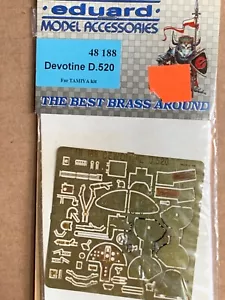 eduard
MODEL ACCESSORIES
48 188
Devotine D.520
For TAMIYA kit
THE BEST BRASS AROUND